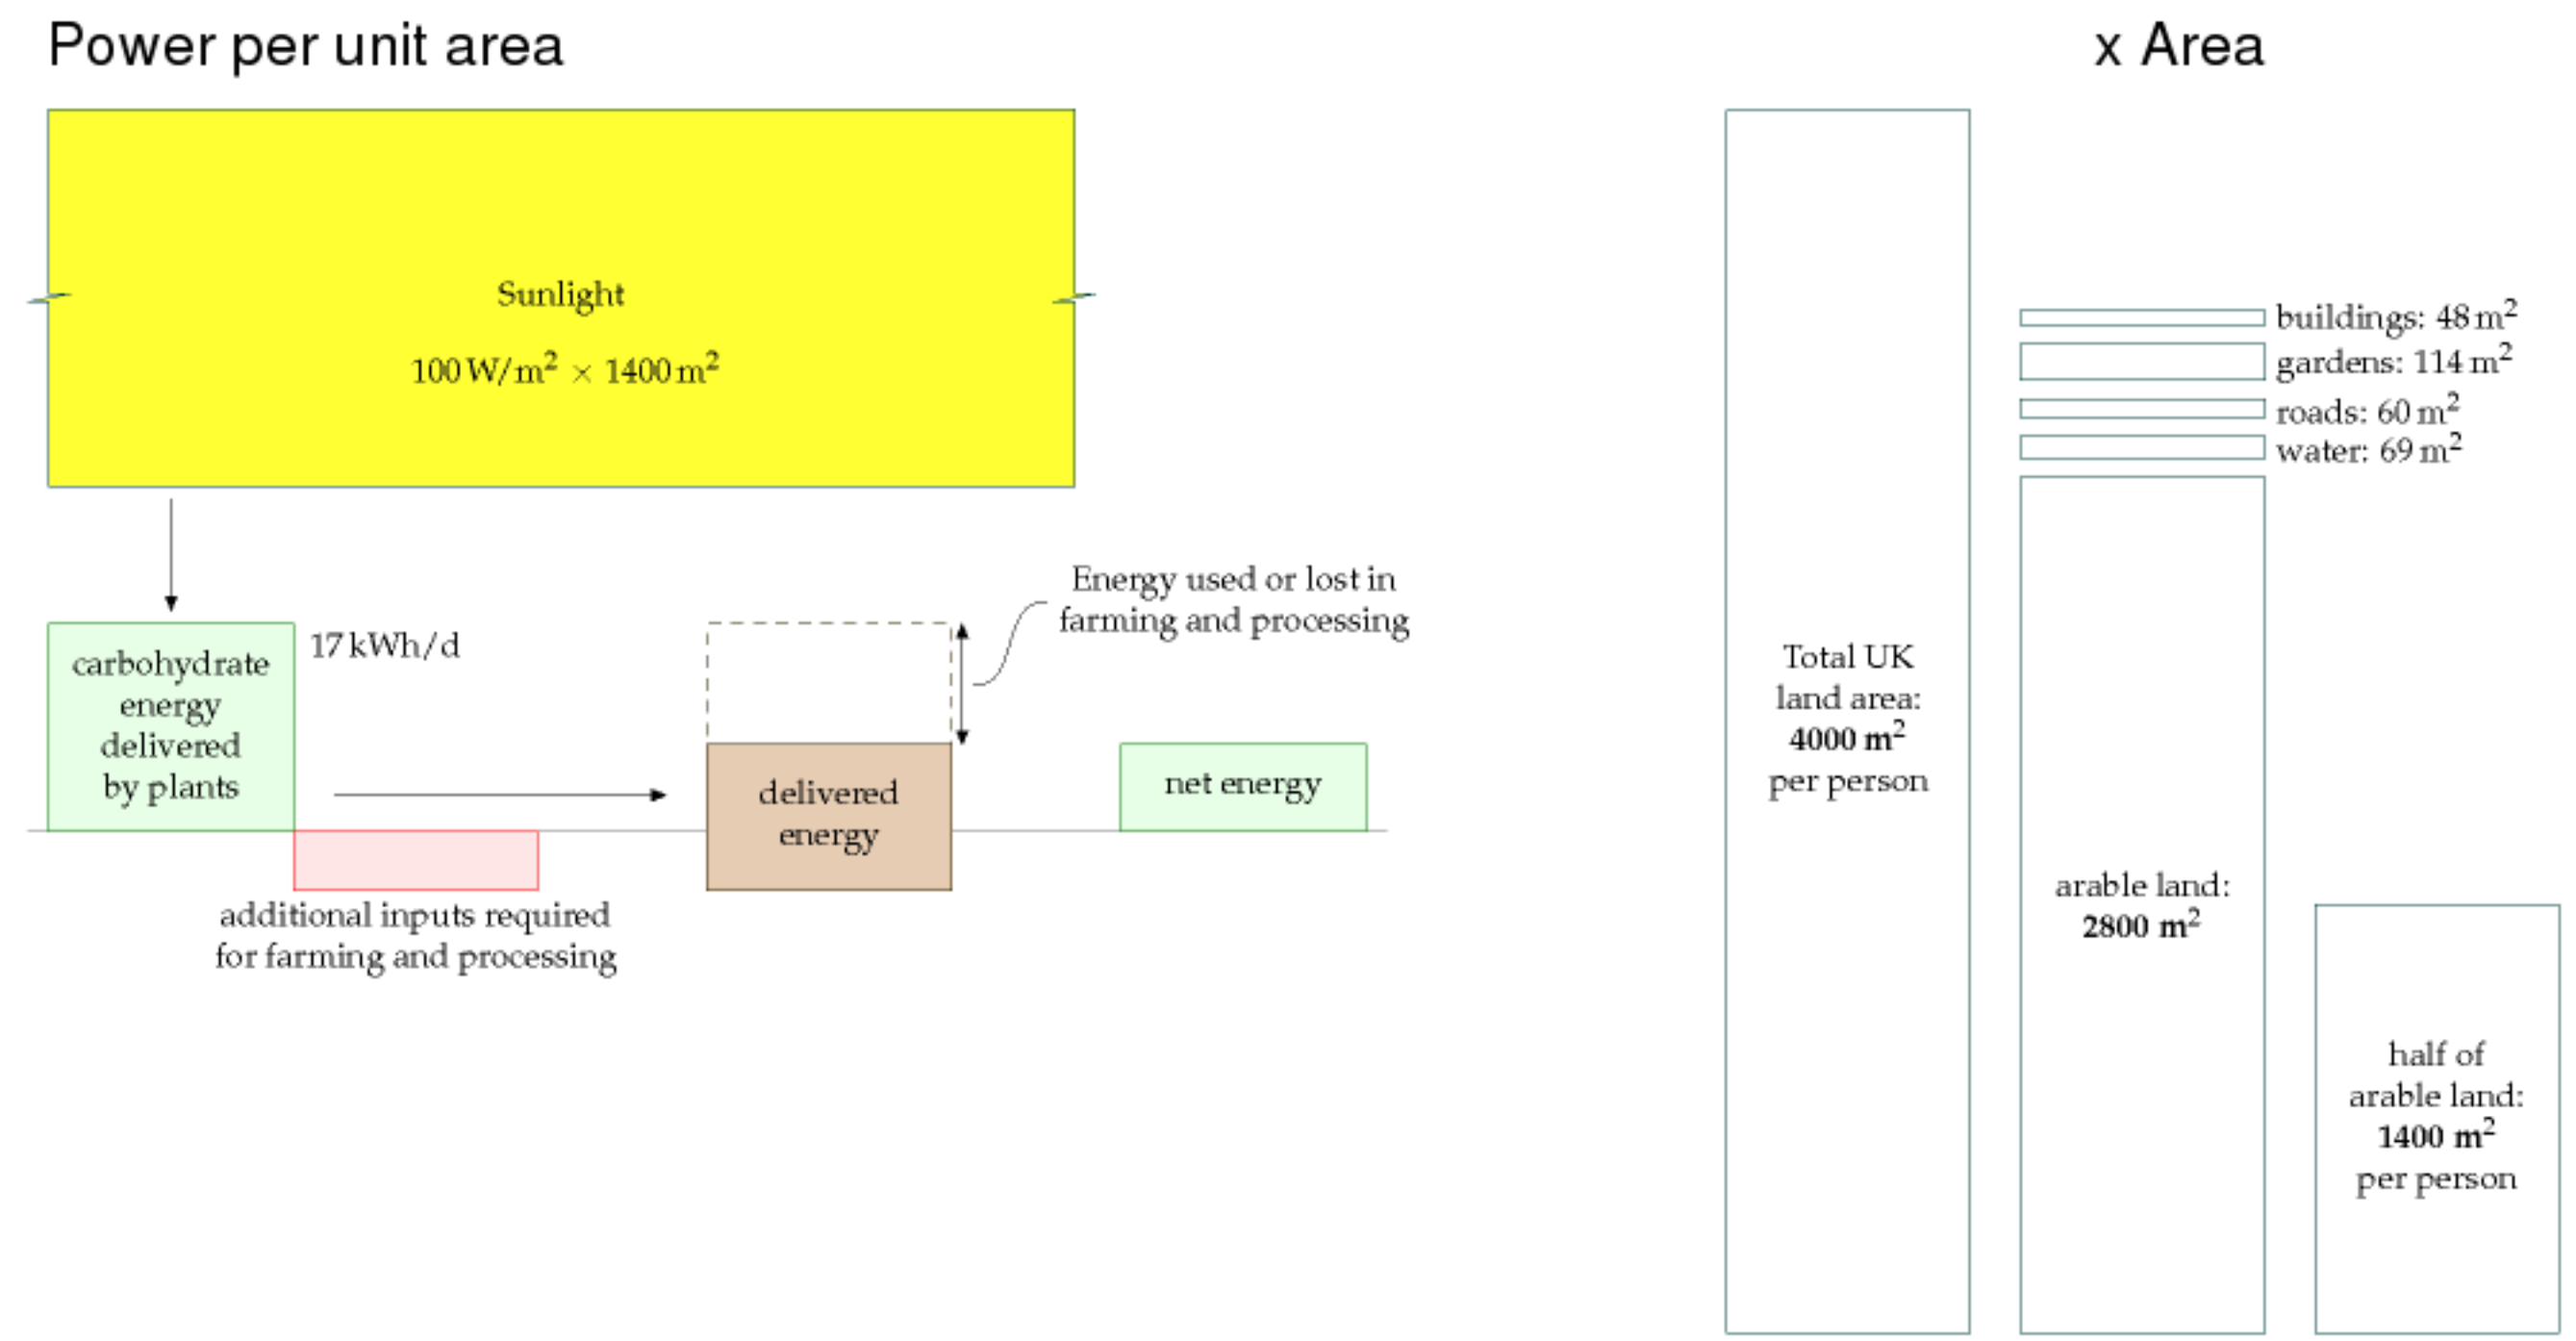 Power per unit area
x Area
Sunlight
100 W/m² × 1400 m²
carbohydrate
energy
delivered
by plants
17 kWh/d
additional inputs required
for farming and processing
delivered
energy
Energy used or lost in
farming and processing
net energy
Total UK
land area:
4000 m²
per person
buildings: 48 m²
gardens: 114 m²
roads: 60 m²
water: 69 m²
arable land:
2800 m²
half of
arable land:
1400 m²
per person